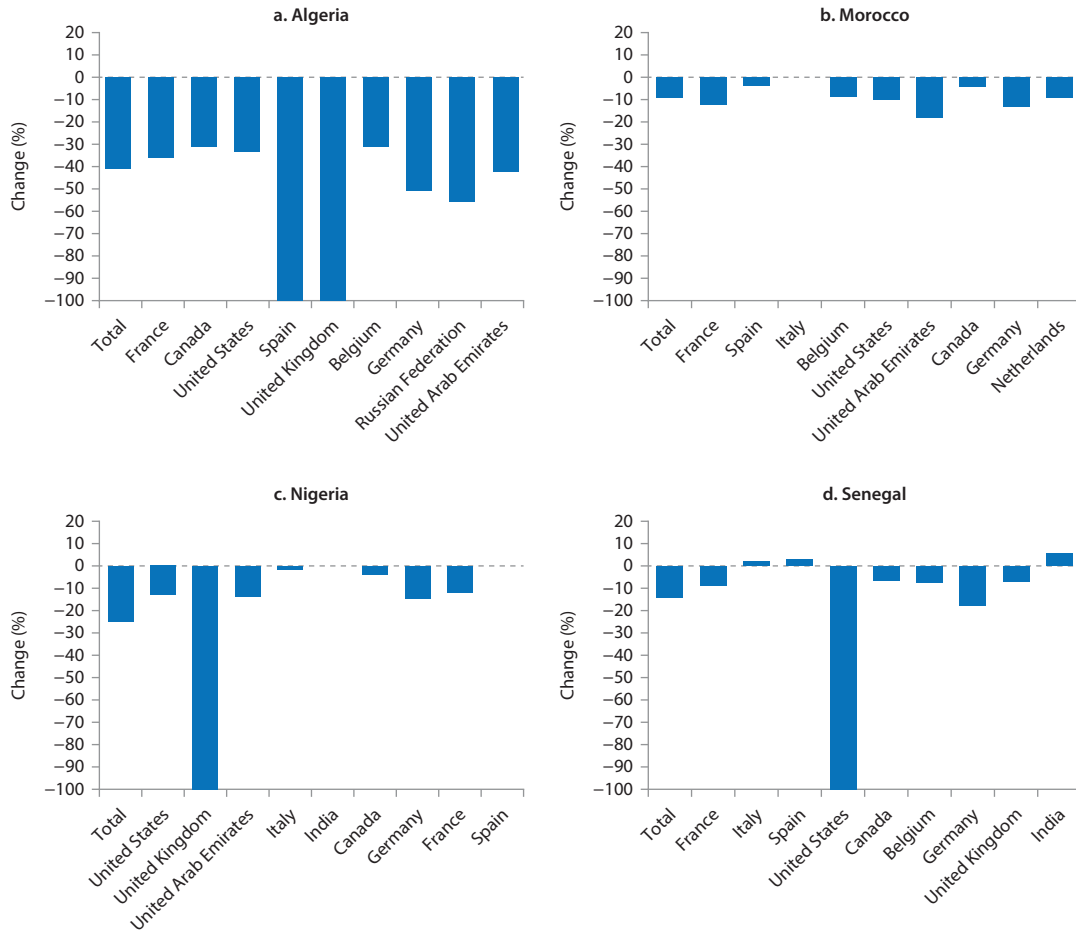 a. Algeria
20
10
0
−10
−20
−30
−40
−50
−60
−70
−80
−90
−100
Change (%)
Total
France
Canada
United States
Spain
United Kingdom
Belgium
Germany
Russian Federation
United Arab Emirates
b. Morocco
20
10
0
−10
−20
−30
−40
−50
−60
−70
−80
−90
−100
Change (%)
Total
France
Spain
Italy
Belgium
United States
United Arab Emirates
Canada
Germany
Netherlands
c. Nigeria
20
10
0
−10
−20
−30
−40
−50
−60
−70
−80
−90
−100
Change (%)
Total
United States
United Kingdom
United Arab Emirates
Italy
India
Canada
Germany
France
Spain
d. Senegal
20
10
0
−10
−20
−30
−40
−50
−60
−70
−80
−90
−100
Change (%)
Total
France
Italy
Spain
United States
Canada
Belgium
Germany
United Kingdom
India